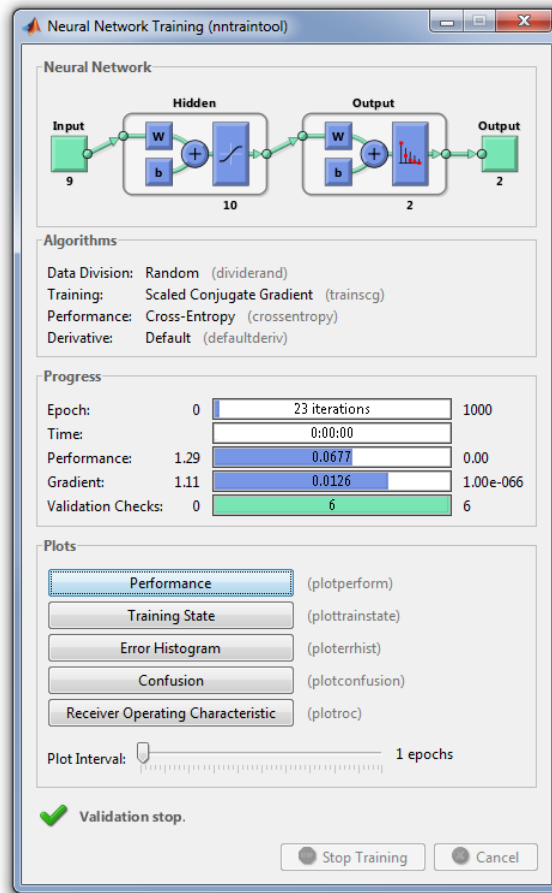 Neural Network Training (nntraintool)
Neural Network
Hidden Output
Input Output
W W
b b
9 10 2 2
Algorithms
Data Division: Random (dividerand)
Training: Scaled Conjugate Gradient (trainscg)
Performance: Cross-Entropy (crossentropy)
Derivative: Default (defaultderiv)
Progress
Epoch: 0 23 iterations 1000
Time: 0:00:00
Performance: 1.29 0.0677 0.00
Gradient: 1.11 0.0126 1.00e-066
Validation Checks: 0 6 6
Plots
Performance (plotperform)
Training State (plottrainstate)
Error Histogram (ploterrhist)
Confusion (plotconfusion)
Receiver Operating Characteristic (plotroc)
Plot Interval: 1 epochs
Validation stop.
Stop Training Cancel